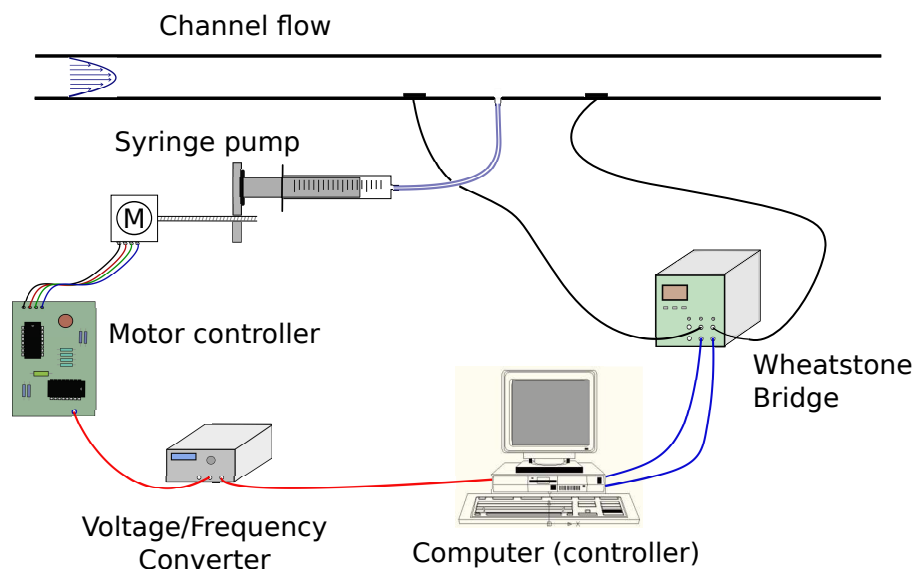 Channel flow
Syringe pump
M
Motor controller
Wheatstone
Bridge
Voltage/Frequency
Converter
Computer (controller)
X